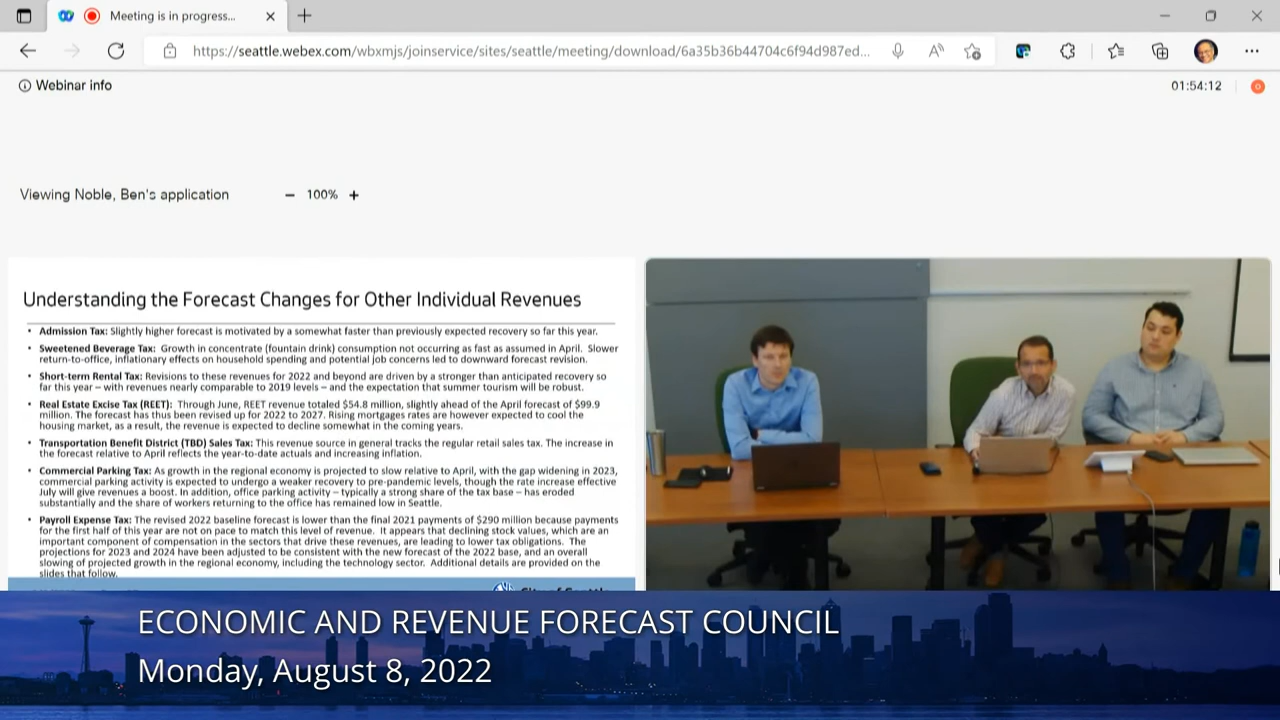 Meeting is in progress...
https://seattle.webex.com/wbxmjs/joinservice/sites/seattle/meeting/download/6a35b36b44704c6f94d987ed...
Webinar info
01:54:12
Viewing Noble, Ben's application
− 100% +
Understanding the Forecast Changes for Other Individual Revenues
• Admission Tax: Slightly higher forecast is motivated by a somewhat faster than previously expected recovery so far this year.
• Sweetened Beverage Tax: Growth in concentrate (fountain drink) consumption not occurring as fast as assumed in April. Slower
return-to-office, inflationary effects on household spending and potential job concerns led to downward forecast revision.
• Short-term Rental Tax: Revisions to these revenues for 2022 and beyond are driven by a stronger than anticipated recovery so
far this year – with revenues nearly comparable to 2019 levels – and the expectation that summer tourism will be robust.
• Real Estate Excise Tax (REET): Through June, REET revenue totaled $54.8 million, slightly ahead of the April forecast of $99.9
million. The forecast has thus been revised up for 2022 to 2027. Rising mortgages rates are however expected to cool the
housing market, as a result, the revenue is expected to decline somewhat in the coming years.
• Transportation Benefit District (TBD) Sales Tax: This revenue source in general tracks the regular retail sales tax. The increase in
the forecast relative to April reflects the year-to-date actuals and increasing inflation.
• Commercial Parking Tax: As growth in the regional economy is projected to slow relative to April, with the gap widening in 2023,
commercial parking activity is expected to undergo a weaker recovery to pre-pandemic levels, though the rate increase effective
July will give revenues a boost. In addition, office parking activity – typically a strong share of the tax base – has eroded
substantially and the share of workers returning to the office has remained low in Seattle.
• Payroll Expense Tax: The revised 2022 baseline forecast is lower than the final 2021 payments of $290 million because payments
for the first half of this year are not on pace to match this level of revenue. It appears that declining stock values, which are an
important component of compensation in the sectors that drive these revenues, are leading to lower tax obligations. The
projections for 2023 and 2024 have been adjusted to be consistent with the new forecast of the 2022 base, and an overall
slowing of projected growth in the regional economy, including the technology sector. Additional details are provided on the
slides that follow.
ECONOMIC AND REVENUE FORECAST COUNCIL
Monday, August 8, 2022